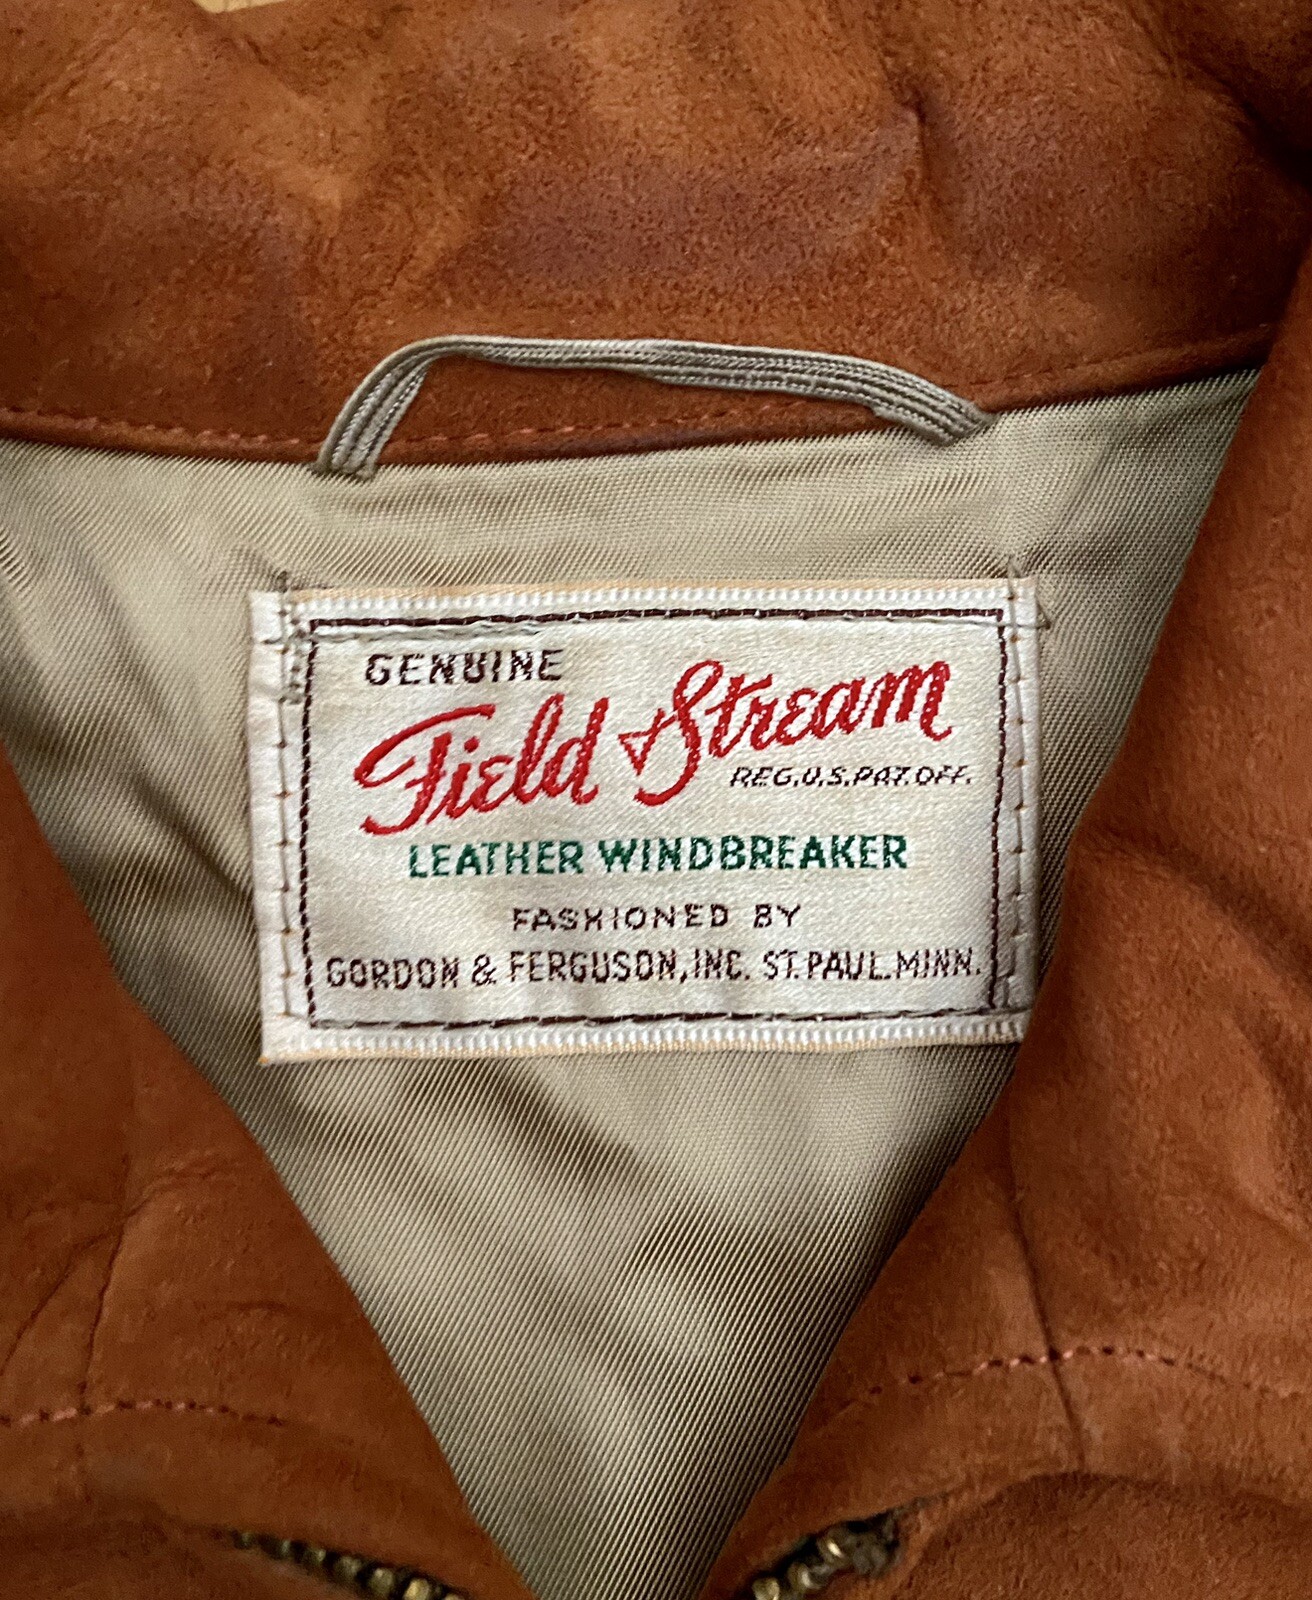 GENUINE
Field & Stream
REG.U.S.PAT.OFF.
LEATHER WINDBREAKER
FASHIONED BY
GORDON & FERGUSON, INC. ST. PAUL. MINN.